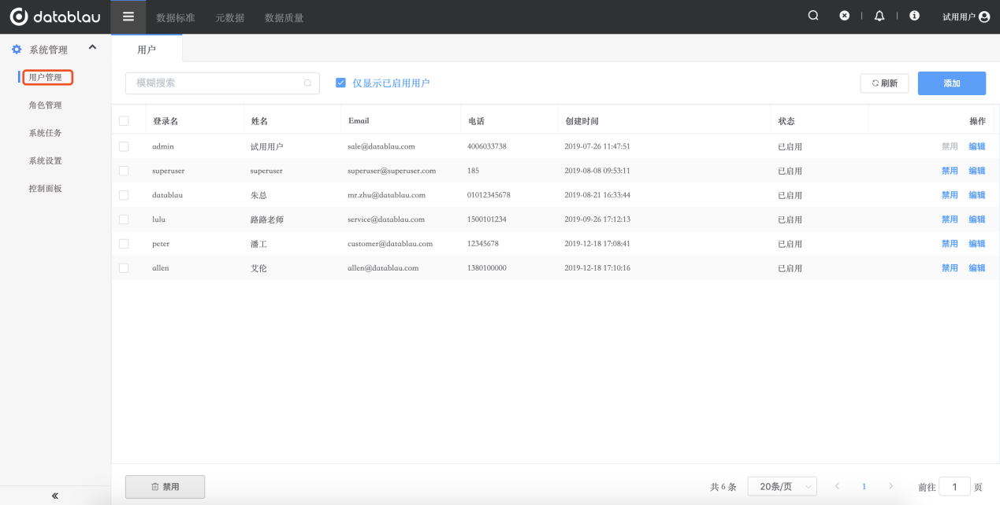 datablau 数据标准 元数据 数据质量 试用用户
系统管理
用户管理
角色管理
系统任务
系统设置
控制面板
用户
模糊搜索 仅显示已启用用户 刷新 添加
登录名 姓名 Email 电话 创建时间 状态 操作
admin 试用用户 sale@datablau.com 4006033738 2019-07-26 11:47:51 已启用 禁用 编辑
superuser superuser superuser@superuser.com 185 2019-08-08 09:53:11 已启用 禁用 编辑
datablau 朱总 mr.zhu@datablau.com 01012345678 2019-08-21 16:33:44 已启用 禁用 编辑
lulu 路路老师 service@datablau.com 1500101234 2019-09-26 17:12:13 已启用 禁用 编辑
peter 潘工 customer@datablau.com 12345678 2019-12-18 17:08:41 已启用 禁用 编辑
allen 艾伦 allen@datablau.com 1380100000 2019-12-18 17:10:16 已启用 禁用 编辑
禁用 共 6 条 20条/页 1 前往 1 页